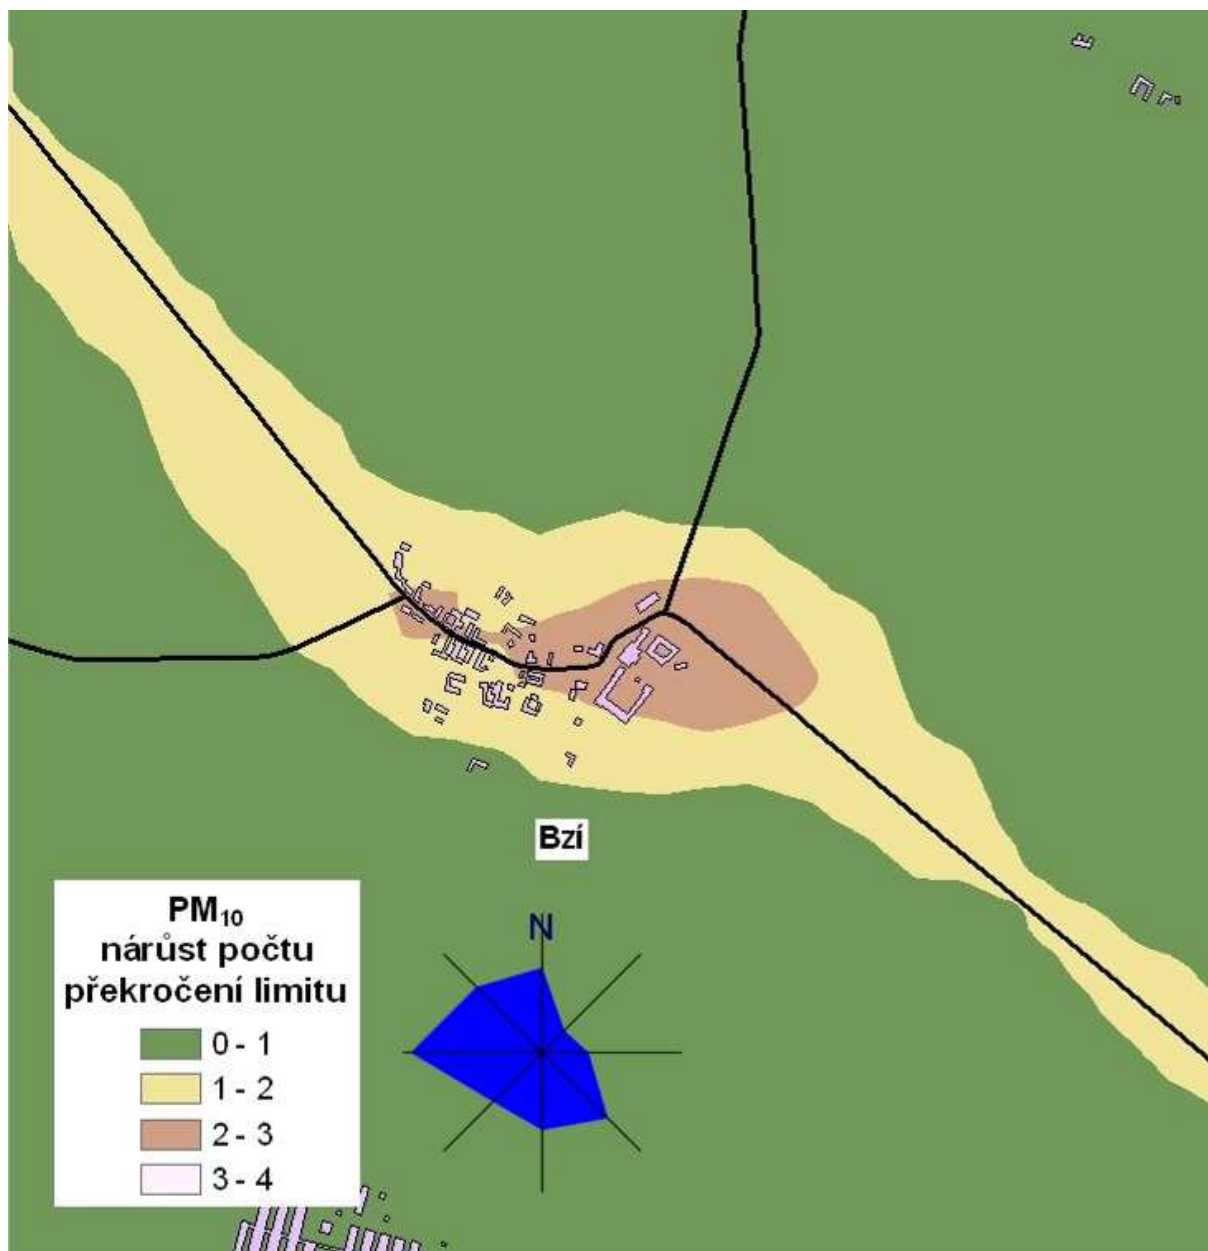 Bzí
PM₁₀
nárůst počtu
překročení limitu
0 - 1
1 - 2
2 - 3
3 - 4
N